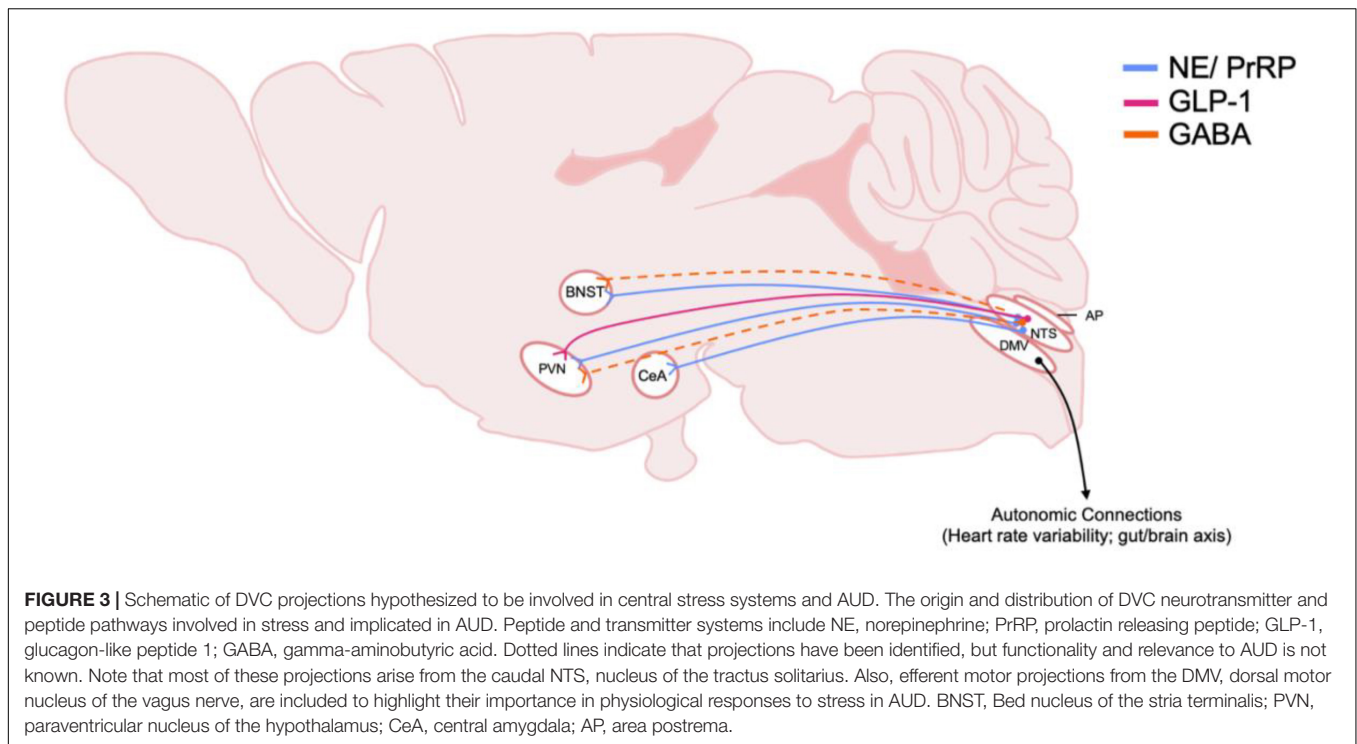 NE/ PrRP
GLP-1
GABA
BNST
PVN
CeA
AP
NTS
DMV
Autonomic Connections
(Heart rate variability; gut/brain axis)
FIGURE 3 | Schematic of DVC projections hypothesized to be involved in central stress systems and AUD. The origin and distribution of DVC neurotransmitter and
peptide pathways involved in stress and implicated in AUD. Peptide and transmitter systems include NE, norepinephrine; PrRP, prolactin releasing peptide; GLP-1,
glucagon-like peptide 1; GABA, gamma-aminobutyric acid. Dotted lines indicate that projections have been identified, but functionality and relevance to AUD is not
known. Note that most of these projections arise from the caudal NTS, nucleus of the tractus solitarius. Also, efferent motor projections from the DMV, dorsal motor
nucleus of the vagus nerve, are included to highlight their importance in physiological responses to stress in AUD. BNST, Bed nucleus of the stria terminalis; PVN,
paraventricular nucleus of the hypothalamus; CeA, central amygdala; AP, area postrema.